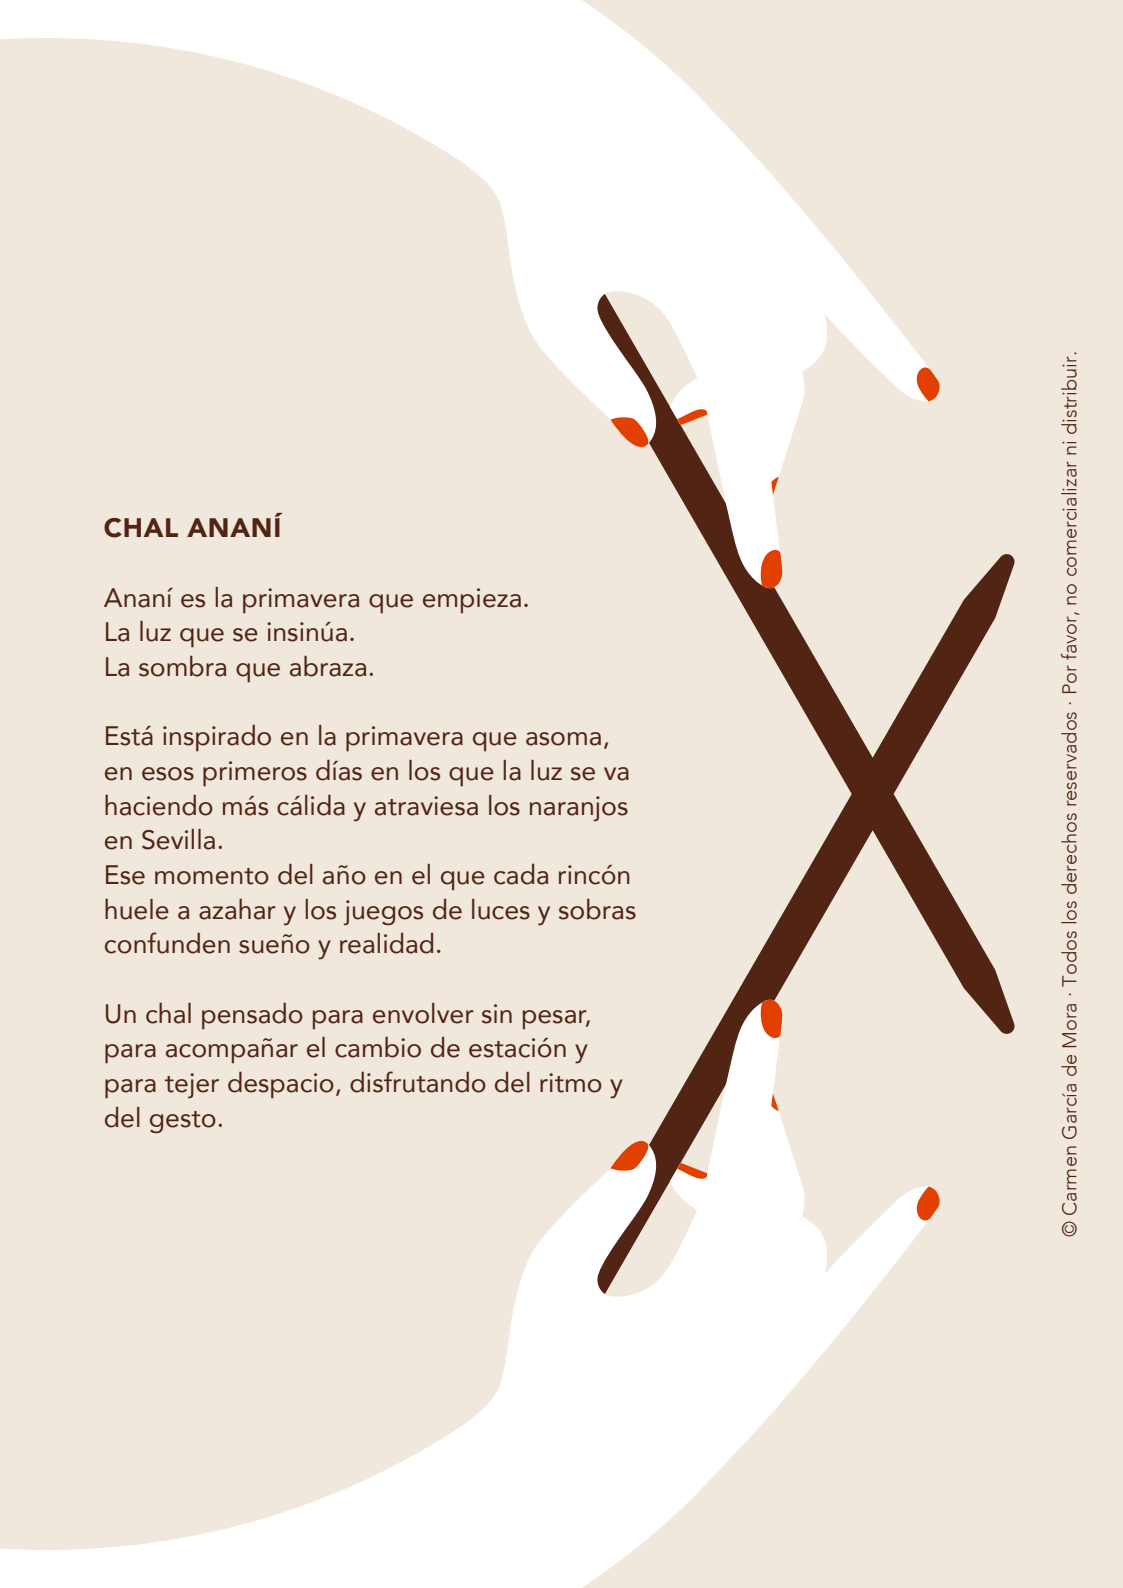 CHAL ANANÍ
Ananí es la primavera que empieza.
La luz que se insinúa.
La sombra que abraza.
Está inspirado en la primavera que asoma,
en esos primeros días en los que la luz se va
haciendo más cálida y atraviesa los naranjos
en Sevilla.
Ese momento del año en el que cada rincón
huele a azahar y los juegos de luces y sobras
confunden sueño y realidad.
Un chal pensado para envolver sin pesar,
para acompañar el cambio de estación y
para tejer despacio, disfrutando del ritmo y
del gesto.
© Carmen García de Mora · Todos los derechos reservados · Por favor, no comercializar ni distribuir.